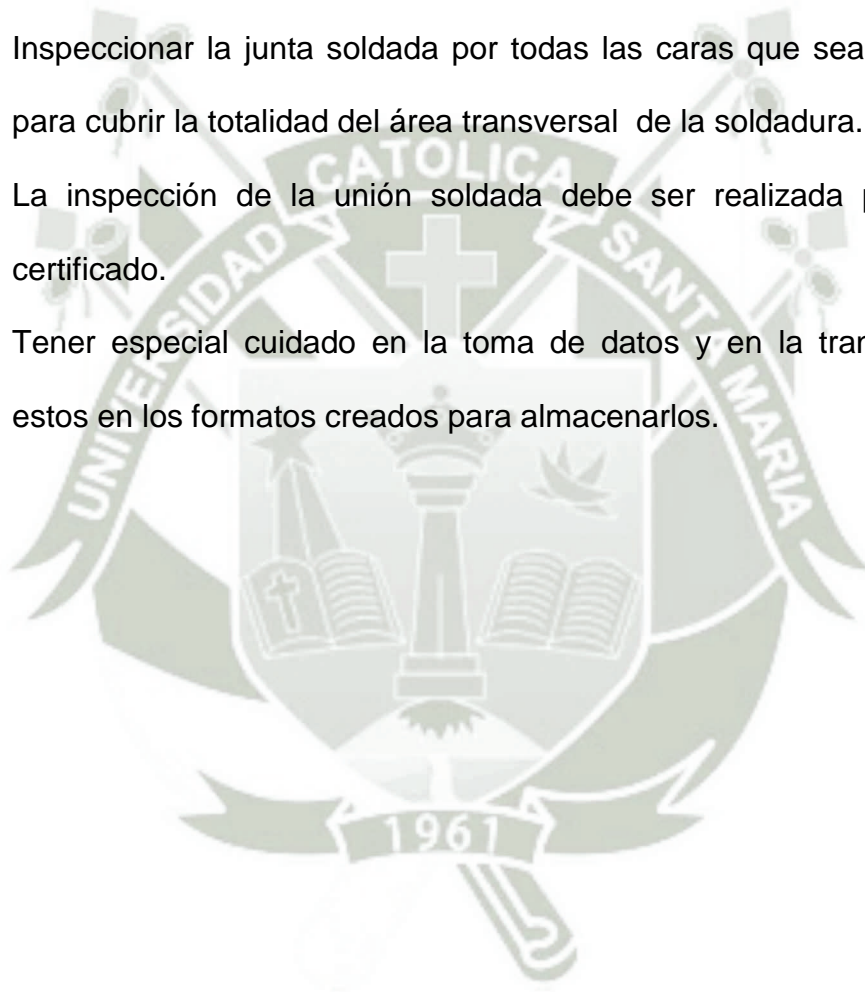 Inspeccionar la junta soldada por todas las caras que sea
para cubrir la totalidad del área transversal de la soldadura.
La inspección de la unión soldada debe ser realizada p
certificado.
Tener especial cuidado en la toma de datos y en la tran
estos en los formatos creados para almacenarlos.
UNIVERSIDAD CATOLICA SANTA MARIA
1961